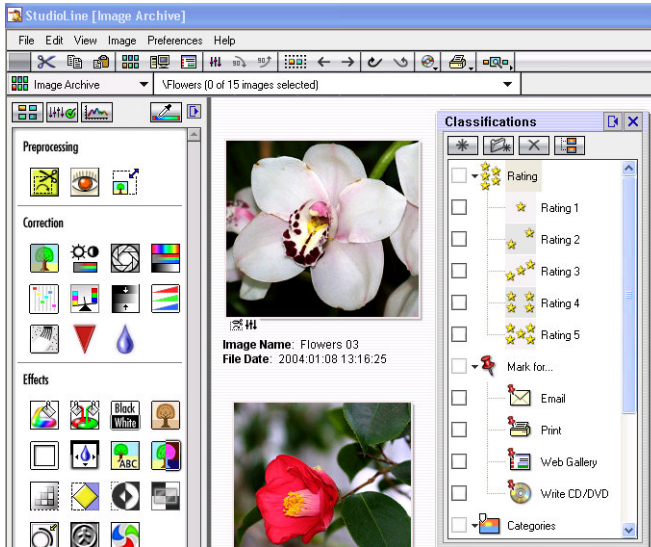 StudioLine [Image Archive]
File Edit View Image Preferences Help
Image Archive \Flowers (0 of 15 images selected)
Classifications
Preprocessing
Rating
Rating 1
Correction
Rating 2
Rating 3
Rating 4
Image Name: Flowers 03
Rating 5
File Date: 2004:01:08 13:16:25
Mark for...
Effects
Email
Black
White
Print
ABC
Web Gallery
Write CD/DVD
Categories